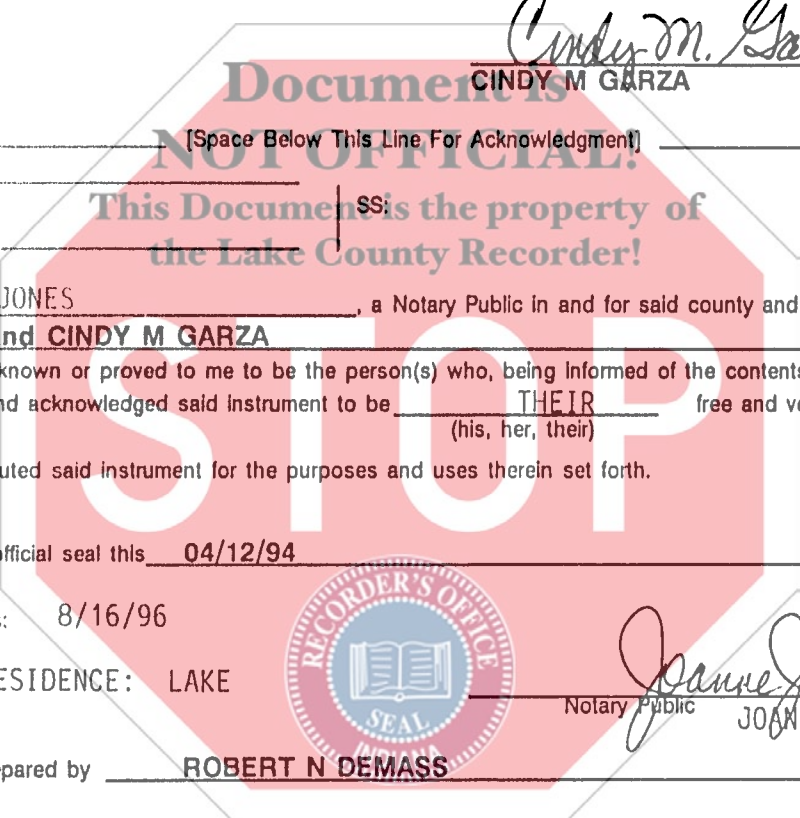 Cindy M. Ga
CINDY M GARZA
Document is
[Space Below This Line For Acknowledgment]
NOT OFFICIAL!
SS:
This Document is the property of
the Lake County Recorder!
JONES, a Notary Public in and for said county and
nd CINDY M GARZA
known or proved to me to be the person(s) who, being informed of the contents
nd acknowledged said instrument to be THEIR free and v
(his, her, their)
uted said instrument for the purposes and uses therein set forth.
STOP
official seal this 04/12/94
s: 8/16/96
RECORDER'S OFFICE
SEAL
INDIANA
ESIDENCE: LAKE
Joanne J
Notary Public
JOAN
epared by ROBERT N DEMASS